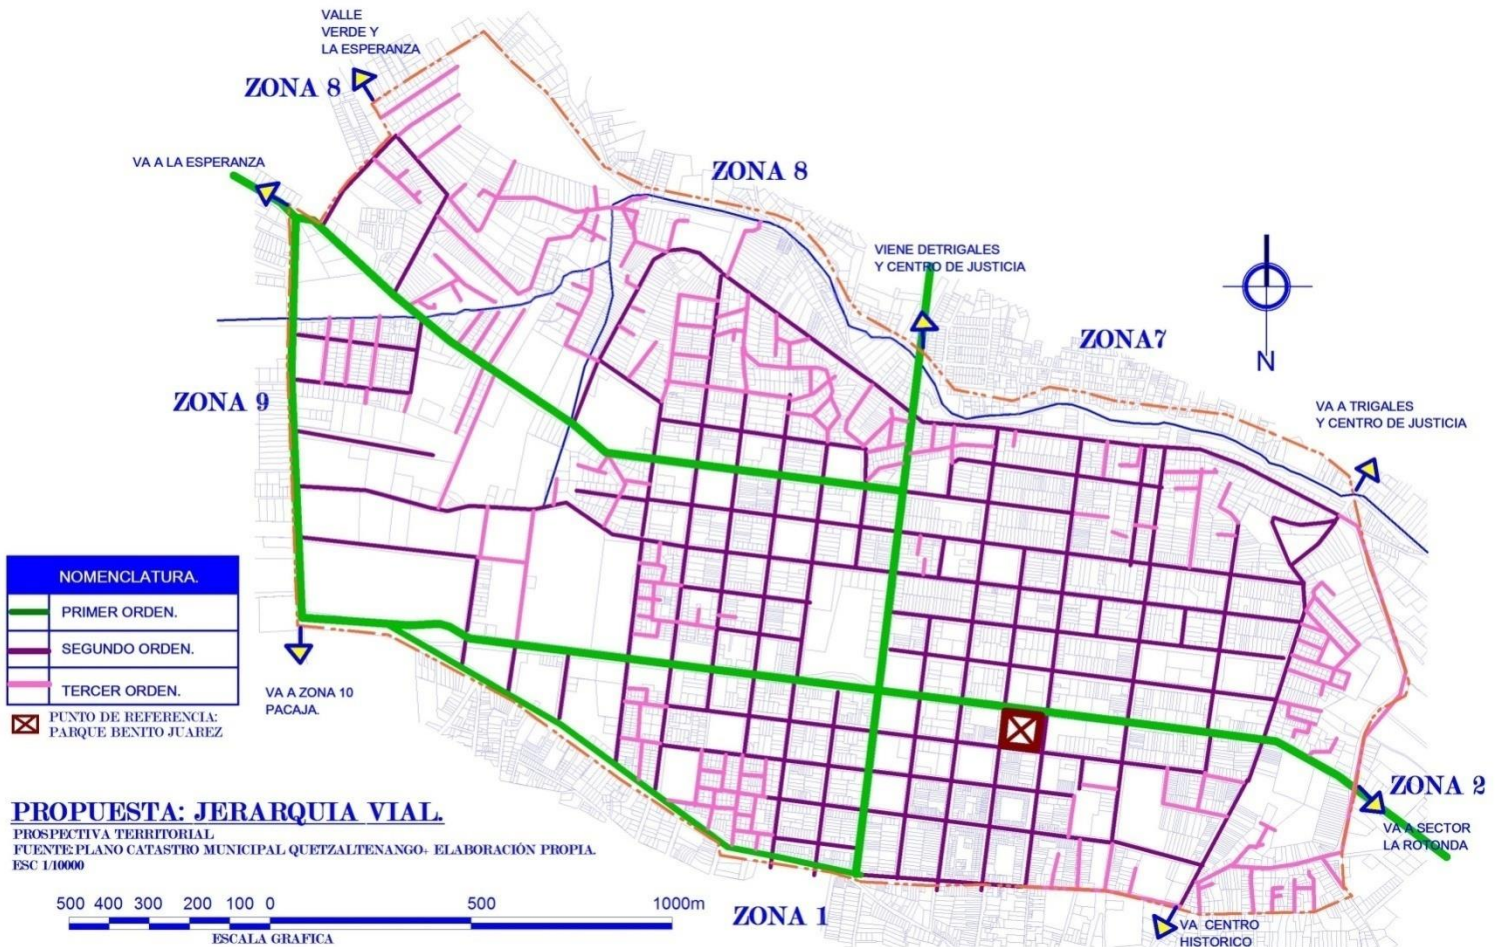 VALLE
VERDE Y
LA ESPERANZA
ZONA 8
VA A LA ESPERANZA
ZONA 8
VIENE DETRIGALES
Y CENTRO DE JUSTICIA
ZONA7
N
ZONA 9
VA A TRIGALES
Y CENTRO DE JUSTICIA
NOMENCLATURA.
PRIMER ORDEN.
SEGUNDO ORDEN.
TERCER ORDEN.
PUNTO DE REFERENCIA:
PARQUE BENITO JUAREZ
VA A ZONA 10
PACAJA.
ZONA 2
VA A SECTOR
LA ROTONDA
PROPUESTA: JERARQUIA VIAL.
PROSPECTIVA TERRITORIAL
FUENTE:PLANO CATASTRO MUNICIPAL QUETZALTENANGO+ ELABORACIÓN PROPIA.
ESC 1/10000
500 400 300 200 100 0 500 1000m
ESCALA GRAFICA
ZONA 1
VA CENTRO
HISTORICO